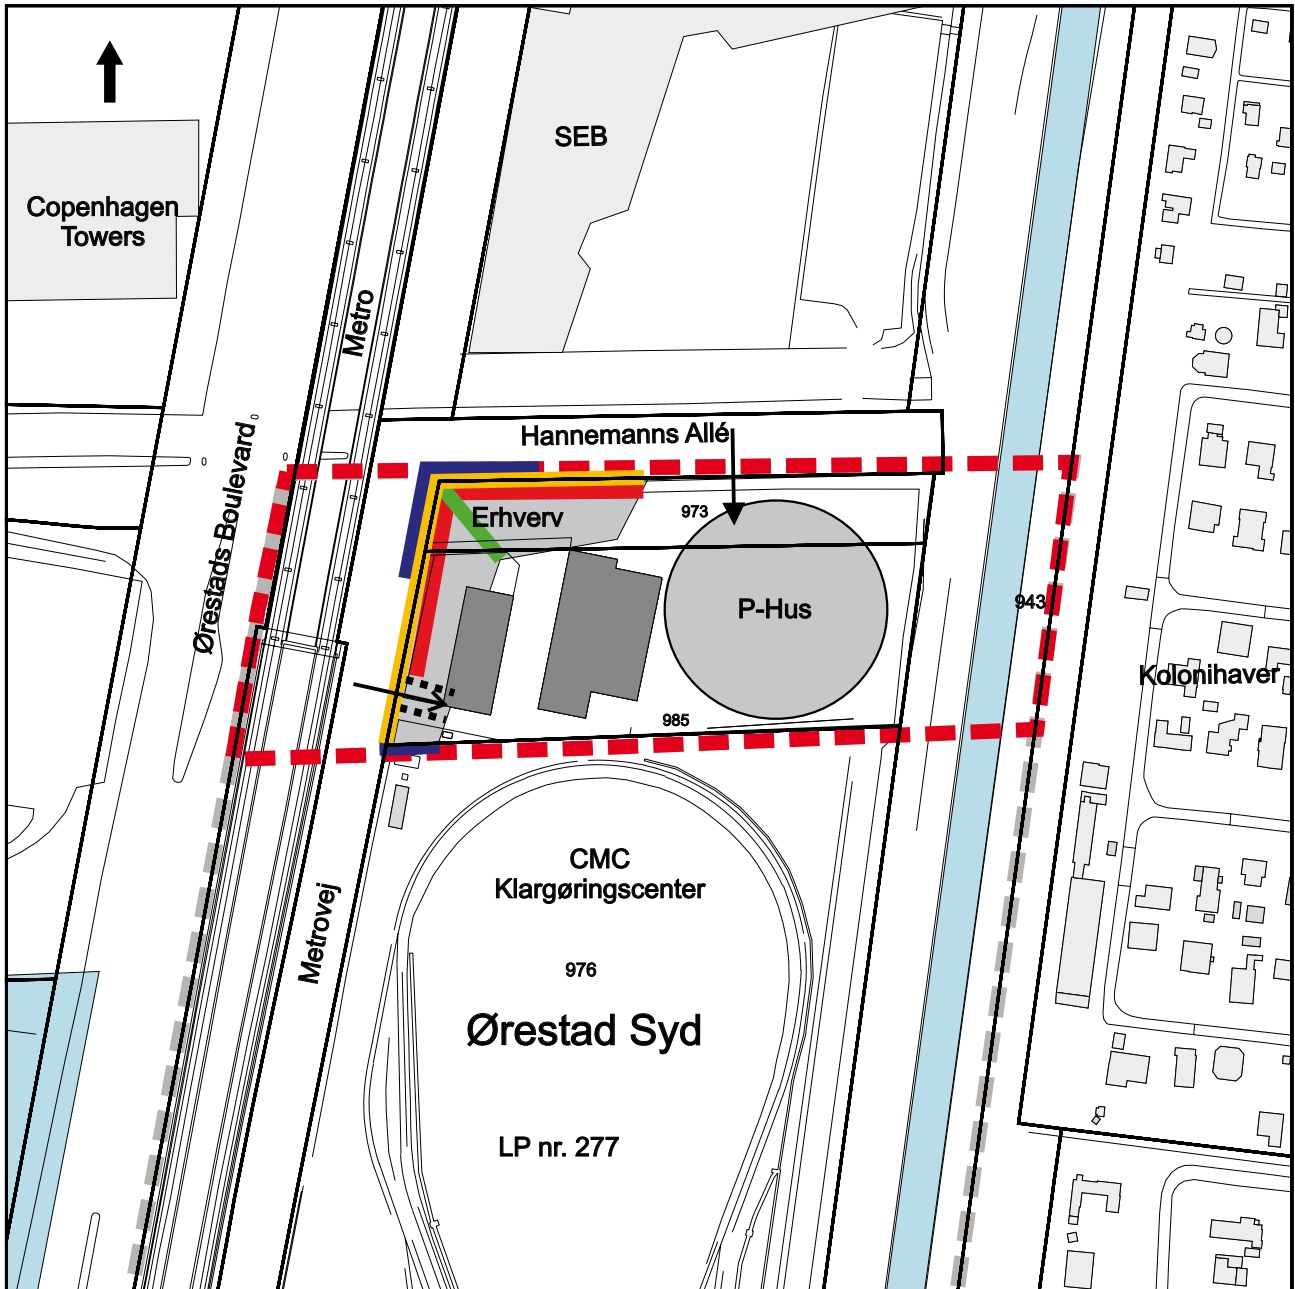 SEB
Copenhagen
Towers
Metro
Hannemanns Allé
Ørestads Boulevard
Erhverv
973
P-Hus
943
Kolonihaver
985
CMC
Klargøringscenter
Metrovej
976
Ørestad Syd
LP nr. 277